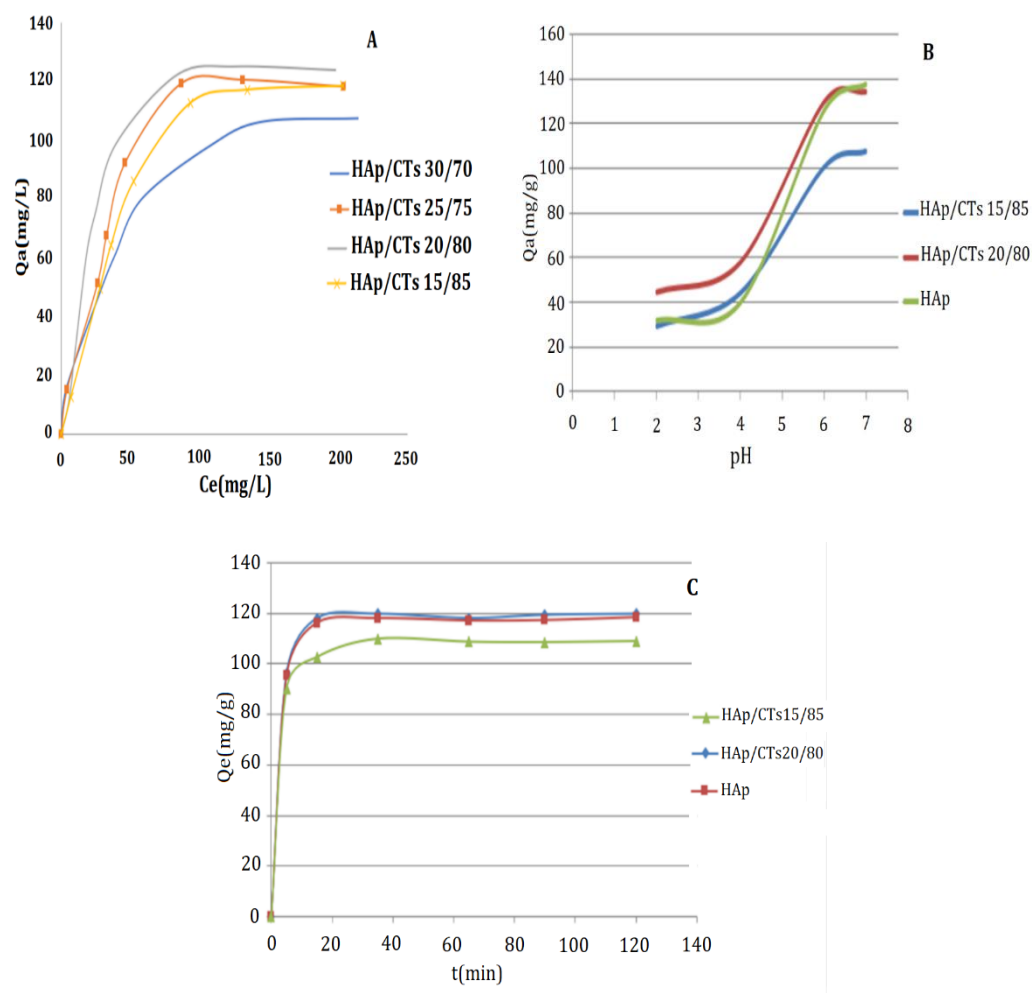 A
Qa(mg/L)
140
120
100
80
60
40
20
0
0 50 100 150 200 250
Ce(mg/L)
HAp/CTs 30/70
HAp/CTs 25/75
HAp/CTs 20/80
HAp/CTs 15/85
B
Qa(mg/g)
160
140
120
100
80
60
40
20
0
0 1 2 3 4 5 6 7 8
pH
HAp/CTs 15/85
HAp/CTs 20/80
HAp
C
Qe(mg/g)
140
120
100
80
60
40
20
0
0 20 40 60 80 100 120 140
t(min)
HAp/CTs15/85
HAp/CTs20/80
HAp